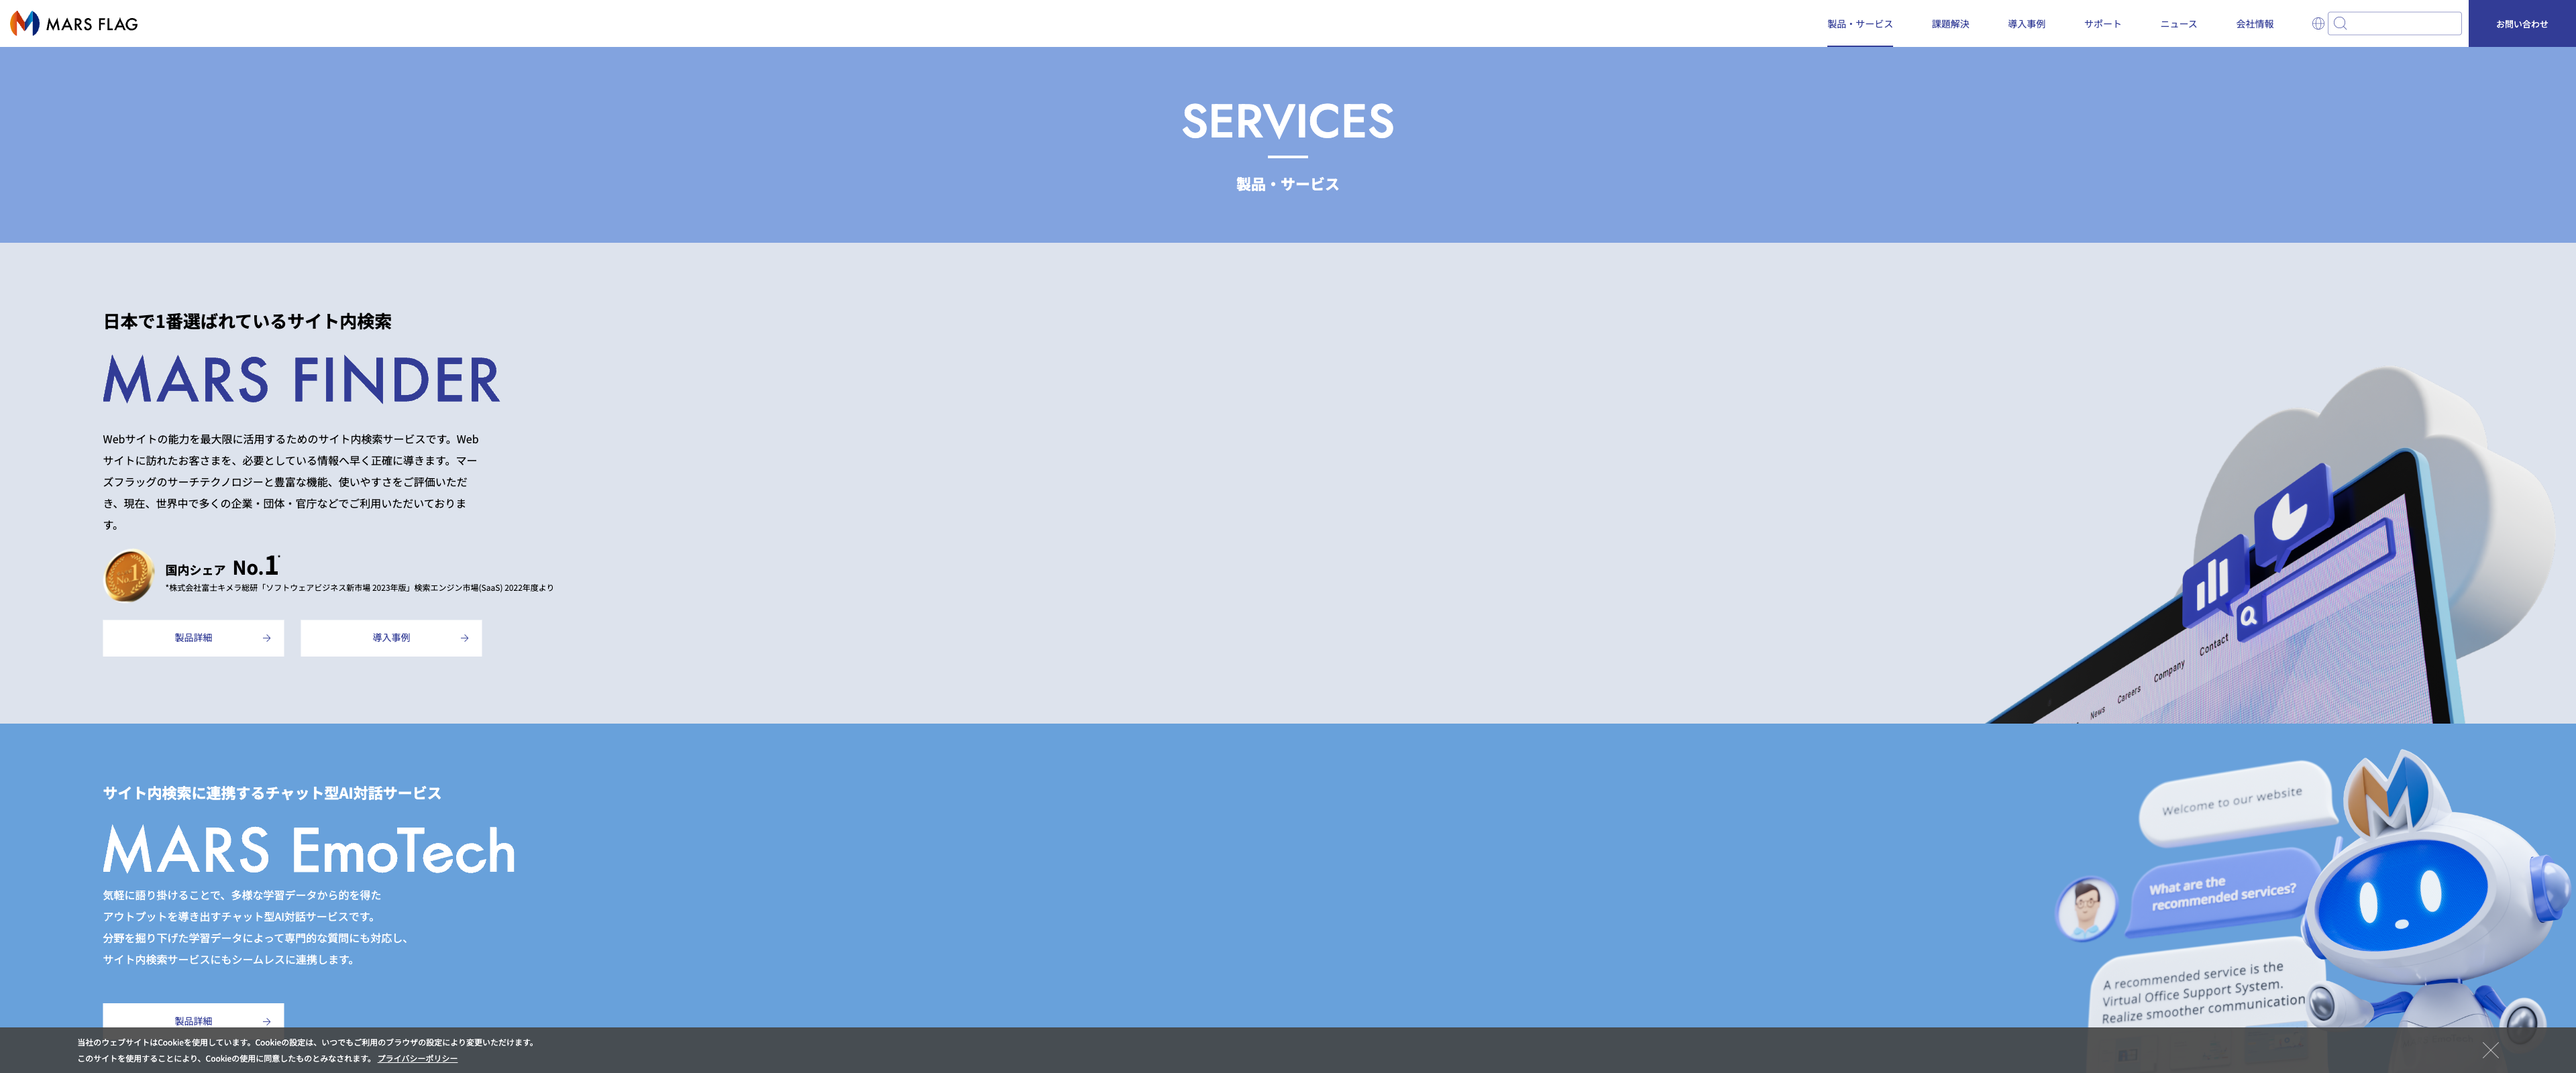 MARS FLAG
製品・サービス
課題解決
導入事例
サポート
ニュース
会社情報
お問い合わせ
SERVICES
製品・サービス
日本で1番選ばれているサイト内検索
MARS FINDER
Webサイトの能力を最大限に活用するためのサイト内検索サービスです。Web
サイトに訪れたお客さまを、必要としている情報へ早く正確に導きます。マー
ズフラッグのサーチテクノロジーと豊富な機能、使いやすさをご評価いただ
き、現在、世界中で多くの企業・団体・官庁などでご利用いただいておりま
す。
No.1
国内シェア No.1*
*株式会社富士キメラ総研「ソフトウェアビジネス新市場 2023年版」検索エンジン市場(SaaS) 2022年度より
製品詳細
導入事例
News
Careers
Company
Contact
サイト内検索に連携するチャット型AI対話サービス
MARS EmoTech
気軽に語り掛けることで、多様な学習データから的を得た
アウトプットを導き出すチャット型AI対話サービスです。
分野を掘り下げた学習データによって専門的な質問にも対応し、
サイト内検索サービスにもシームレスに連携します。
製品詳細
Welcome to our website
What are the
recommended services?
A recommended service is the
Virtual Office Support System.
Realize smoother communication
当社のウェブサイトはCookieを使用しています。Cookieの設定は、いつでもご利用のブラウザの設定により変更いただけます。
このサイトを使用することにより、Cookieの使用に同意したものとみなされます。 プライバシーポリシー